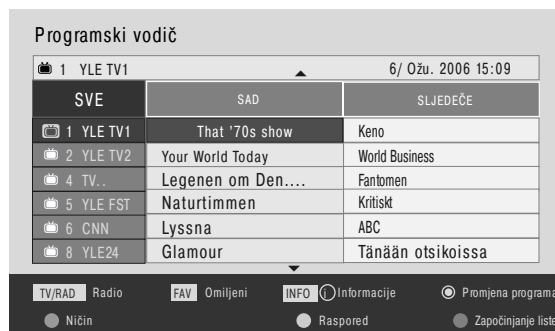 Programski vodič
1 YLE TV1 6/ Ožu. 2006 15:09
SVE SAD SLJEDEČE
1 YLE TV1 That '70s show Keno
2 YLE TV2 Your World Today World Business
4 TV.. Legenen om Den.... Fantomen
5 YLE FST Naturtimmen Kritiskt
6 CNN Lyssna ABC
8 YLE24 Glamour Tänään otsikoissa
TV/RAD Radio FAV Omiljeni INFO i Informacije Promjena programa
Ničin Raspored Započinjanje liste